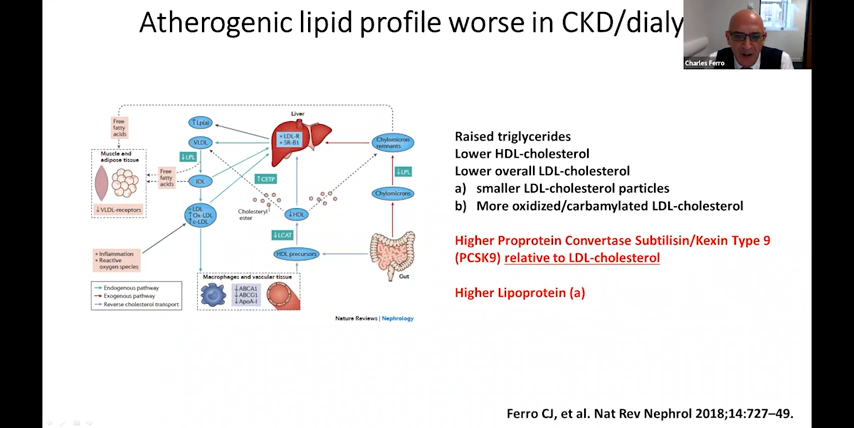 Atherogenic lipid profile worse in CKD/dialy
Charles Ferro
Liver
Free
fatty
acids
↑ Lp(a)
VLDL
+ LDL-R
+ SR-B1
Chylomicron
remnants
Muscle and
adipose tissue
↓ LPL
Free
fatty acids
↑ CETP
↓ LPL
IDL
Chylomicrons
↓ VLDL-receptors
Cholesteryl
ester
LDL
↑ Ox-LDL
↑ c-LDL
↓ HDL
↓ LCAT
+ Inflammation
+ Reactive
oxygen species
HDL precursors
Gut
Macrophages and vascular tissue
↓ ABCA1
↓ ABCG1
↓ ApoA-I
Endogenous pathway
Exogenous pathway
Reverse cholesterol transport
Nature Reviews | Nephrology
Raised triglycerides
Lower HDL-cholesterol
Lower overall LDL-cholesterol
a) smaller LDL-cholesterol particles
b) More oxidized/carbamylated LDL-cholesterol
Higher Proprotein Convertase Subtilisin/Kexin Type 9
(PCSK9) relative to LDL-cholesterol
Higher Lipoprotein (a)
Ferro CJ, et al. Nat Rev Nephrol 2018;14:727–49.